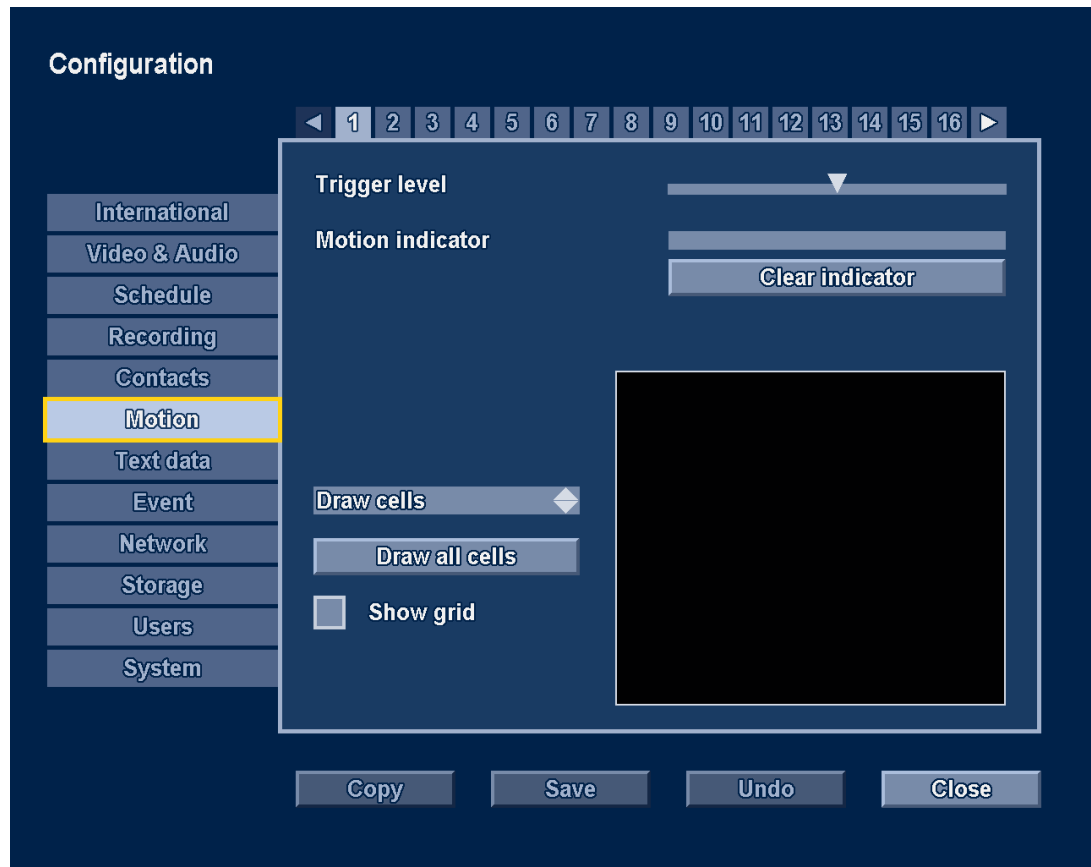 Configuration
1 2 3 4 5 6 7 8 9 10 11 12 13 14 15 16
International
Video & Audio
Schedule
Recording
Contacts
Motion
Text data
Event
Network
Storage
Users
System
Trigger level
Motion indicator
Clear indicator
Draw cells
Draw all cells
Show grid
Copy Save Undo Close